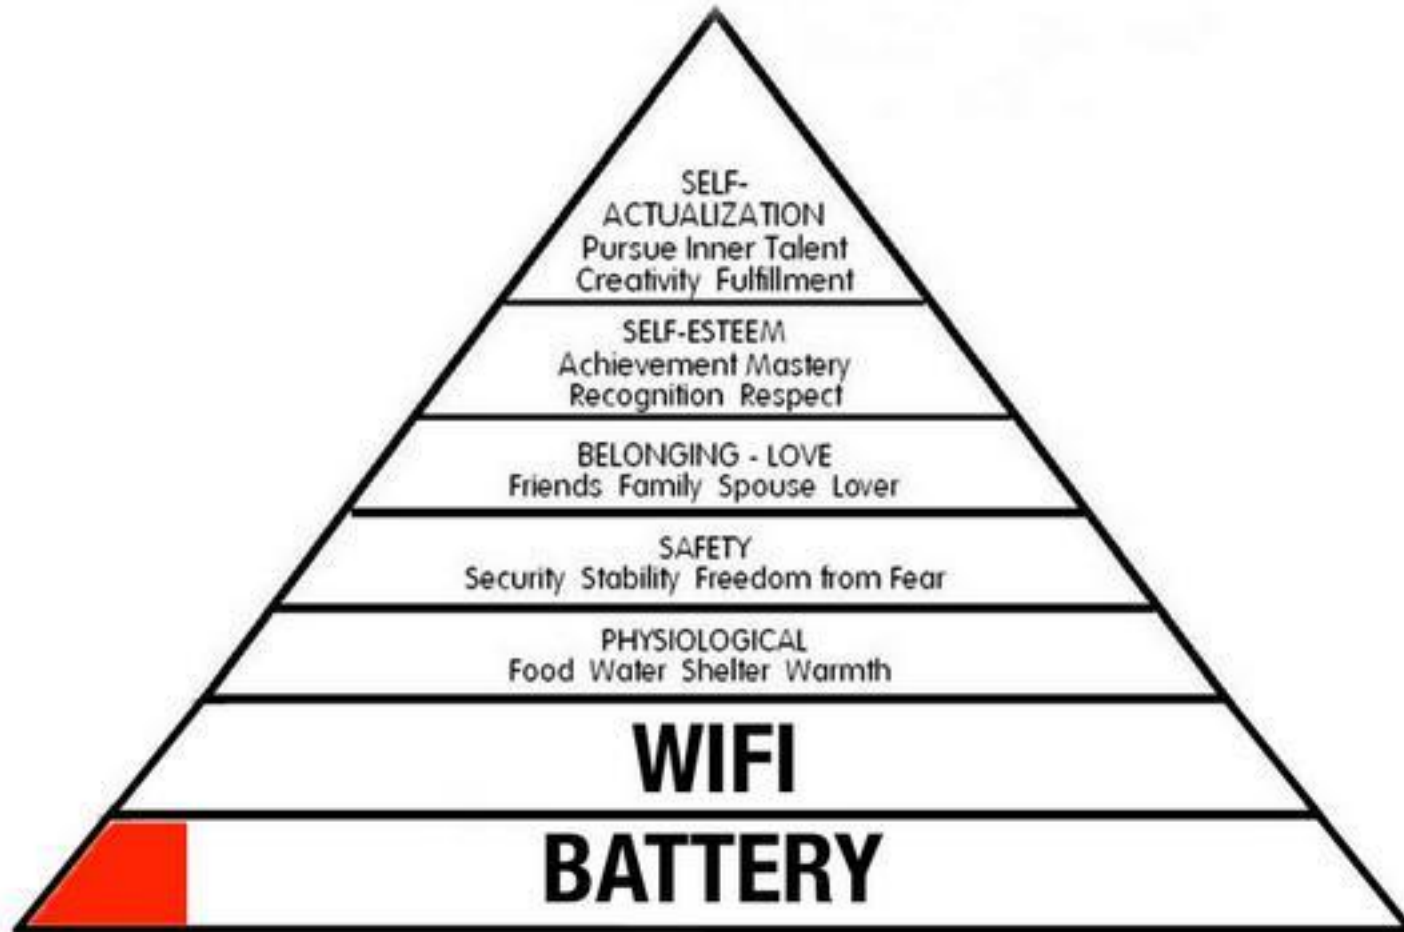 SELF-
ACTUALIZATION
Pursue Inner Talent
Creativity Fulfillment
SELF-ESTEEM
Achievement Mastery
Recognition Respect
BELONGING - LOVE
Friends Family Spouse Lover
SAFETY
Security Stability Freedom from Fear
PHYSIOLOGICAL
Food Water Shelter Warmth
WIFI
BATTERY